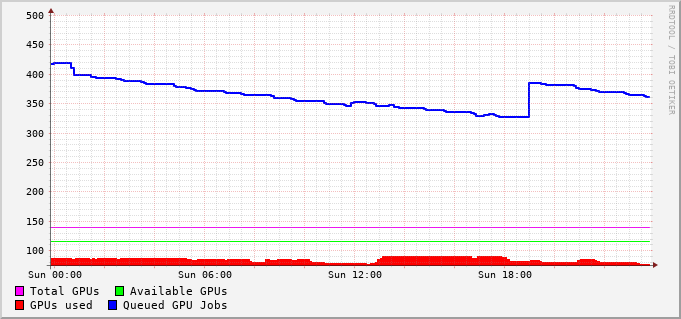 500
450
400
350
300
250
200
150
100
Sun 00:00 Sun 06:00 Sun 12:00 Sun 18:00
Total GPUs Available GPUs
GPUs used Queued GPU Jobs
RRDTOOL / TOBI OETIKER